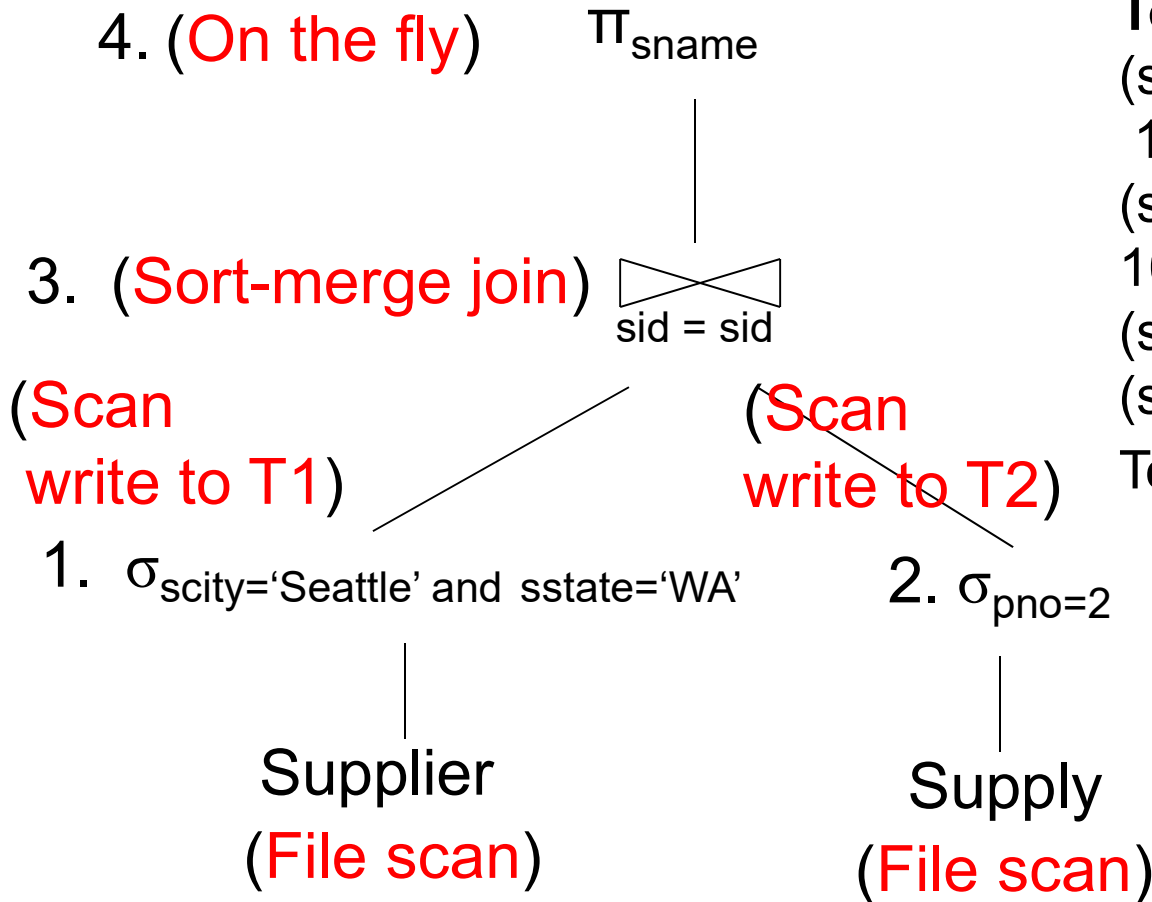 4. (On the fly) π sname
3. (Sort-merge join)
sid = sid
(Scan
write to T1)
(Scan
write to T2)
1. σ scity=‘Seattle’ and sstate=‘WA’
2. σ pno=2
Supplier
(File scan)
Supply
(File scan)